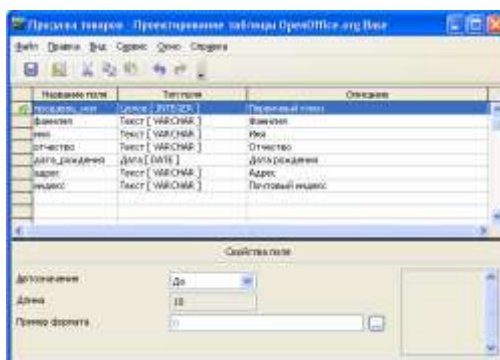 Продажа товаров - Проектирование таблицы OpenOffice.org Base
Файл Правка Вид Сервис Окно Справка
Название поля Тип поля Описание
Целое [ INTEGER ] Первичный ключ
фамилия Текст [ VARCHAR ] Фамилия
имя Текст [ VARCHAR ] Имя
отчество Текст [ VARCHAR ] Отчество
дата_рождения Дата [ DATE ] Дата рождения
адрес Текст [ VARCHAR ] Адрес
индекс Текст [ VARCHAR ] Почтовый индекс
Свойства поля
Автозначение Да
Длина 10
Пример формата 0